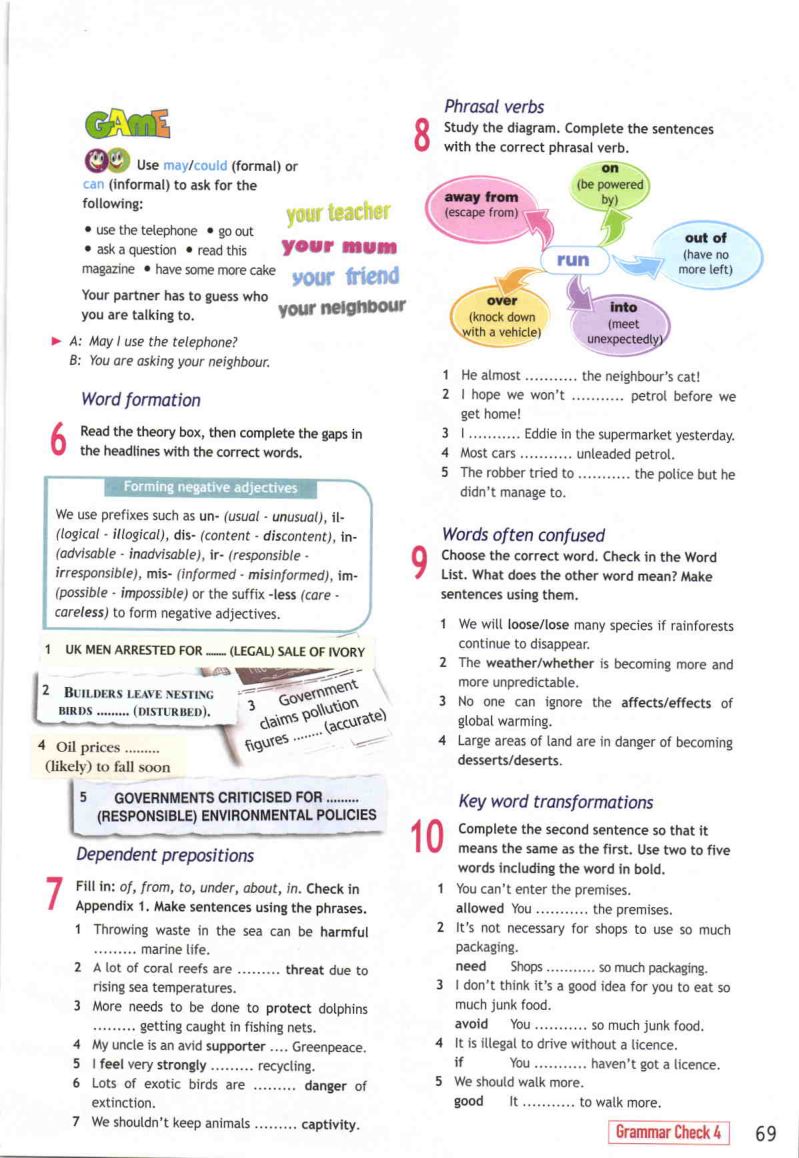 GAmE
Use may/could (formal) or
can (informal) to ask for the
following:
• use the telephone • go out
• ask a question • read this
magazine • have some more cake
Your partner has to guess who
you are talking to.
your teacher
your mum
your friend
your neighbour
► A: May I use the telephone?
B: You are asking your neighbour.
Word formation
6 Read the theory box, then complete the gaps in
the headlines with the correct words.
Forming negative adjectives
We use prefixes such as un- (usual - unusual), il-
(logical - illogical), dis- (content - discontent), in-
(advisable - inadvisable), ir- (responsible -
irresponsible), mis- (informed - misinformed), im-
(possible - impossible) or the suffix -less (care -
careless) to form negative adjectives.
1 UK MEN ARRESTED FOR ....... (LEGAL) SALE OF IVORY
2 BUILDERS LEAVE NESTING
BIRDS ......... (DISTURBED).
3 Government
claims pollution
figures ........ (accurate)
4 Oil prices .........
(likely) to fall soon
5 GOVERNMENTS CRITICISED FOR .........
(RESPONSIBLE) ENVIRONMENTAL POLICIES
Dependent prepositions
7 Fill in: of, from, to, under, about, in. Check in
Appendix 1. Make sentences using the phrases.
1 Throwing waste in the sea can be harmful
......... marine life.
2 A lot of coral reefs are ......... threat due to
rising sea temperatures.
3 More needs to be done to protect dolphins
......... getting caught in fishing nets.
4 My uncle is an avid supporter .... Greenpeace.
5 I feel very strongly ......... recycling.
6 Lots of exotic birds are ......... danger of
extinction.
7 We shouldn't keep animals ......... captivity.
Phrasal verbs
8 Study the diagram. Complete the sentences
with the correct phrasal verb.
on
(be powered
by)
away from
(escape from)
out of
(have no
more left)
run
over
(knock down
with a vehicle)
into
(meet
unexpectedly)
1 He almost ........... the neighbour's cat!
2 I hope we won't ........... petrol before we
get home!
3 I ........... Eddie in the supermarket yesterday.
4 Most cars ........... unleaded petrol.
5 The robber tried to ........... the police but he
didn't manage to.
Words often confused
9 Choose the correct word. Check in the Word
List. What does the other word mean? Make
sentences using them.
1 We will loose/lose many species if rainforests
continue to disappear.
2 The weather/whether is becoming more and
more unpredictable.
3 No one can ignore the affects/effects of
global warming.
4 Large areas of land are in danger of becoming
desserts/deserts.
Key word transformations
10 Complete the second sentence so that it
means the same as the first. Use two to five
words including the word in bold.
1 You can't enter the premises.
allowed You ........... the premises.
2 It's not necessary for shops to use so much
packaging.
need Shops ........... so much packaging.
3 I don't think it's a good idea for you to eat so
much junk food.
avoid You ........... so much junk food.
4 It is illegal to drive without a licence.
if You ........... haven't got a licence.
5 We should walk more.
good It ........... to walk more.
Grammar Check 4
69